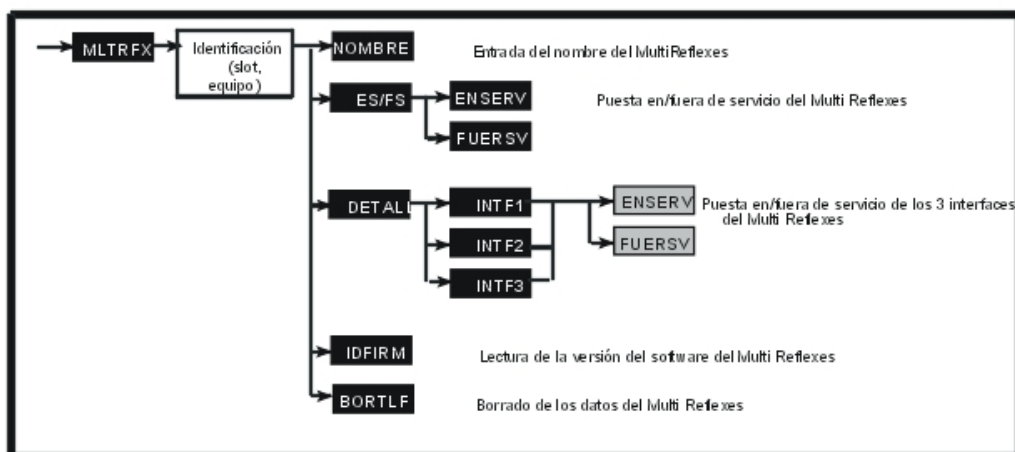 MLTRFX
Identificación
(slot,
equipo)
NOMBRE
Entrada del nombre del MultiReflexes
ES/FS
ENSERV
Puesta en/fuera de servicio del Multi Reflexes
FUERSV
DETALL
INTF1
ENSERV
Puesta en/fuera de servicio de los 3 interfaces
del Multi Reflexes
INTF2
FUERSV
INTF3
IDFIRM
Lectura de la versión del software del Multi Reflexes
BORTLF
Borrado de los datos del Multi Reflexes